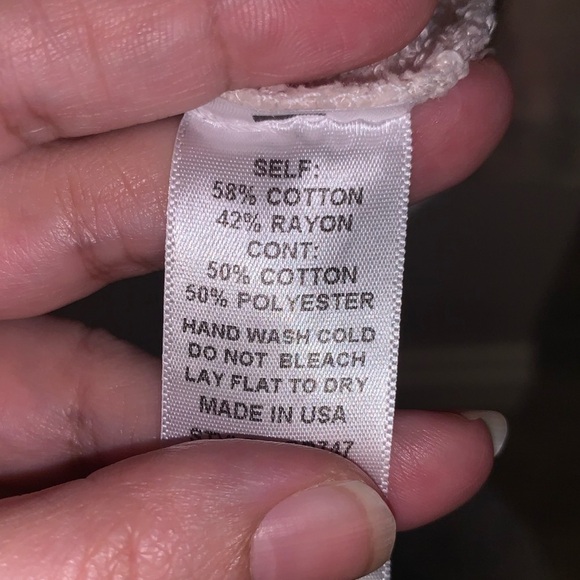 SELF:
58% COTTON
42% RAYON
CONT:
50% COTTON
50% POLYESTER
HAND WASH COLD
DO NOT BLEACH
LAY FLAT TO DRY
MADE IN USA